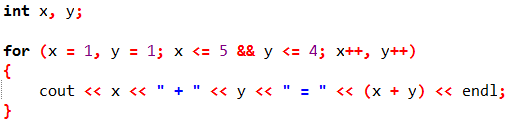 int x, y;
for (x = 1, y = 1; x <= 5 && y <= 4; x++, y++)
{
    cout << x << " + " << y << " = " << (x + y) << endl;
}